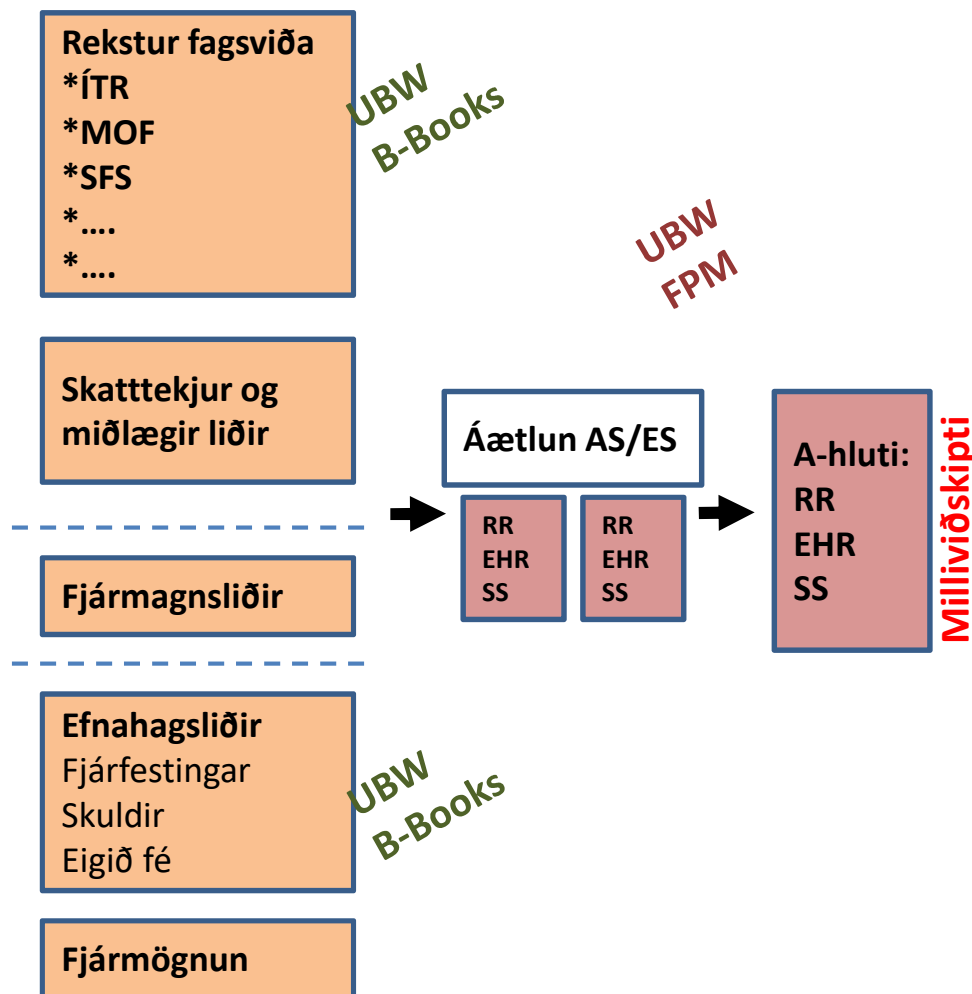 Rekstur fagsviða
*ÍTR
*MOF
*SFS
*....
*....
UBW
B-Books
UBW
FPM
Skatttekjur og
miðlægir liðir
Fjármagnsliðir
Efnahagsliðir
Fjárfestingar
Skuldir
Eigið fé
UBW
B-Books
Fjármögnun
Áætlun AS/ES
RR
EHR
SS
RR
EHR
SS
A-hluti:
RR
EHR
SS
Milliviðskipti